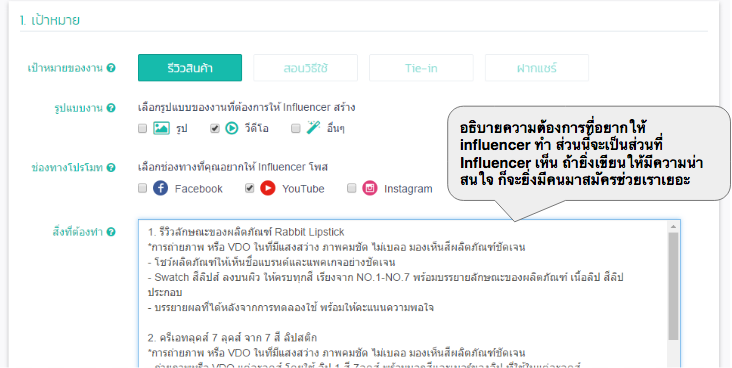 1. เป้าหมาย
เป้าหมายของงาน
รีวิวสินค้า
สอนวิธีใช้
Tie-in
ฝากแชร์
รูปแบบงาน
เลือกรูปแบบของงานที่ต้องการให้ Influencer สร้าง
รูป
วีดีโอ
อื่นๆ
อธิบายความต้องการที่อยากให้
influencer ทำ ส่วนนี้จะเป็นส่วนที่
Influencer เห็น ถ้ายิ่งเขียนให้มีความน่า
สนใจ ก็จะยิ่งมีคนมาสมัครช่วยเราเยอะ
ช่องทางโปรโมท
เลือกช่องทางที่คุณอยากให้ Influencer โพส
Facebook
YouTube
Instagram
สิ่งที่ต้องทำ
1. รีวิวลักษณะของผลิตภัณฑ์ Rabbit Lipstick
*การถ่ายภาพ หรือ VDO ในที่มีแสงสว่าง ภาพคมชัด ไม่เบลอ มองเห็นสีผลิตภัณฑ์ชัดเจน
- โชว์ผลิตภัณฑ์ให้เห็นชื่อแบรนด์และแพคเกจอย่างชัดเจน
- Swatch สีลิปส์ ลงบนผิว ให้ครบทุกสี เรียงจาก NO.1-NO.7 พร้อมบรรยายลักษณะของผลิตภัณฑ์ เนื้อลิป สีลิป
ประกอบ
- บรรยายผลที่ได้หลังจากการทดลองใช้ พร้อมให้คะแนนความพอใจ
2. ครีเอทลุคส์ 7 ลุคส์ จาก 7 สี ลิปสติก
*การถ่ายภาพ หรือ VDO ในที่มีแสงสว่าง ภาพคมชัด ไม่เบลอ มองเห็นสีผลิตภัณฑ์ชัดเจน